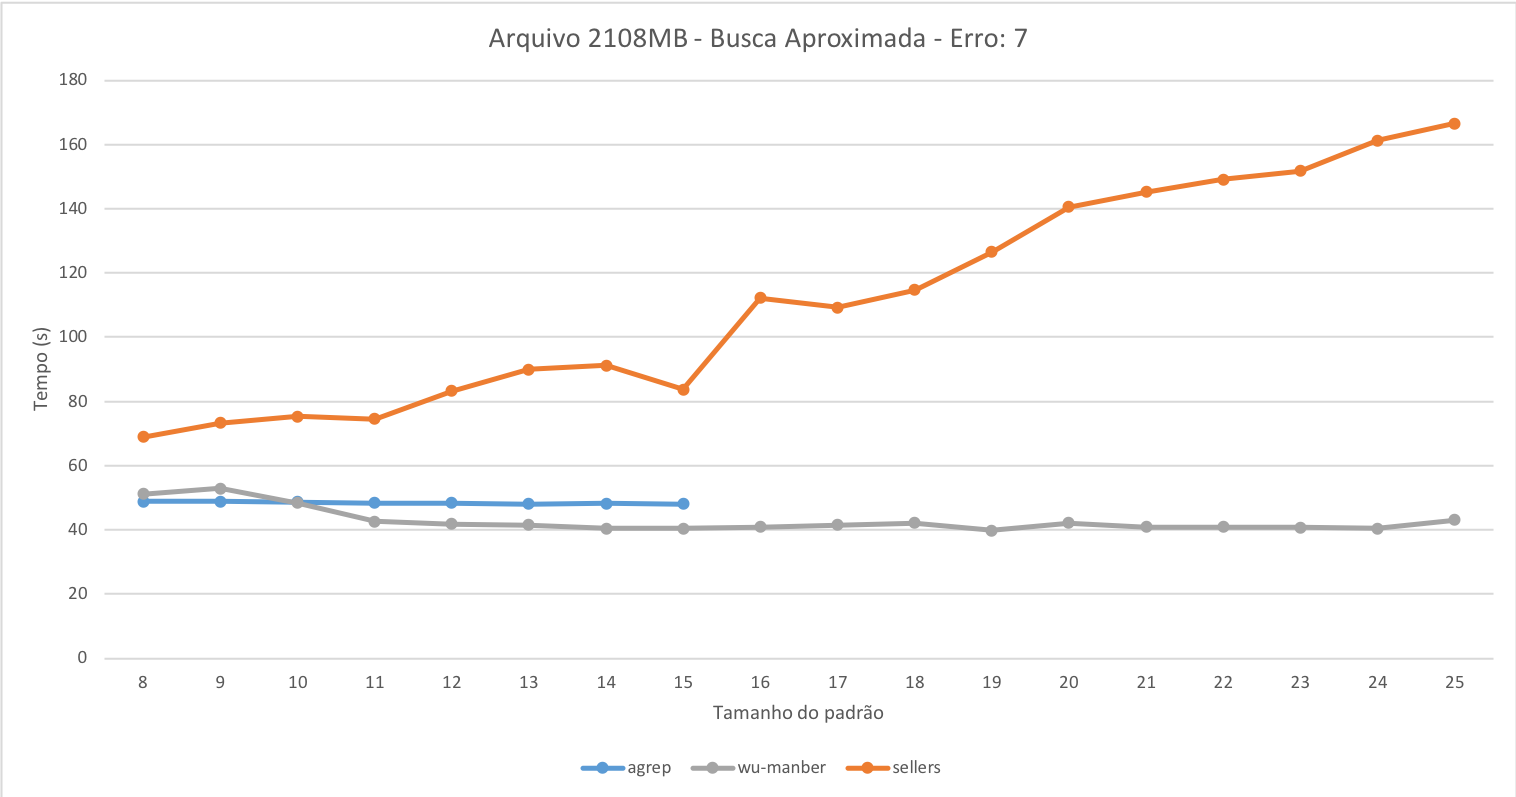 Arquivo 2108MB - Busca Aproximada - Erro: 7
180
160
140
120
100
80
60
40
20
0
Tempo (s)
8 9 10 11 12 13 14 15 16 17 18 19 20 21 22 23 24 25
Tamanho do padrão
agrep wu-manber sellers